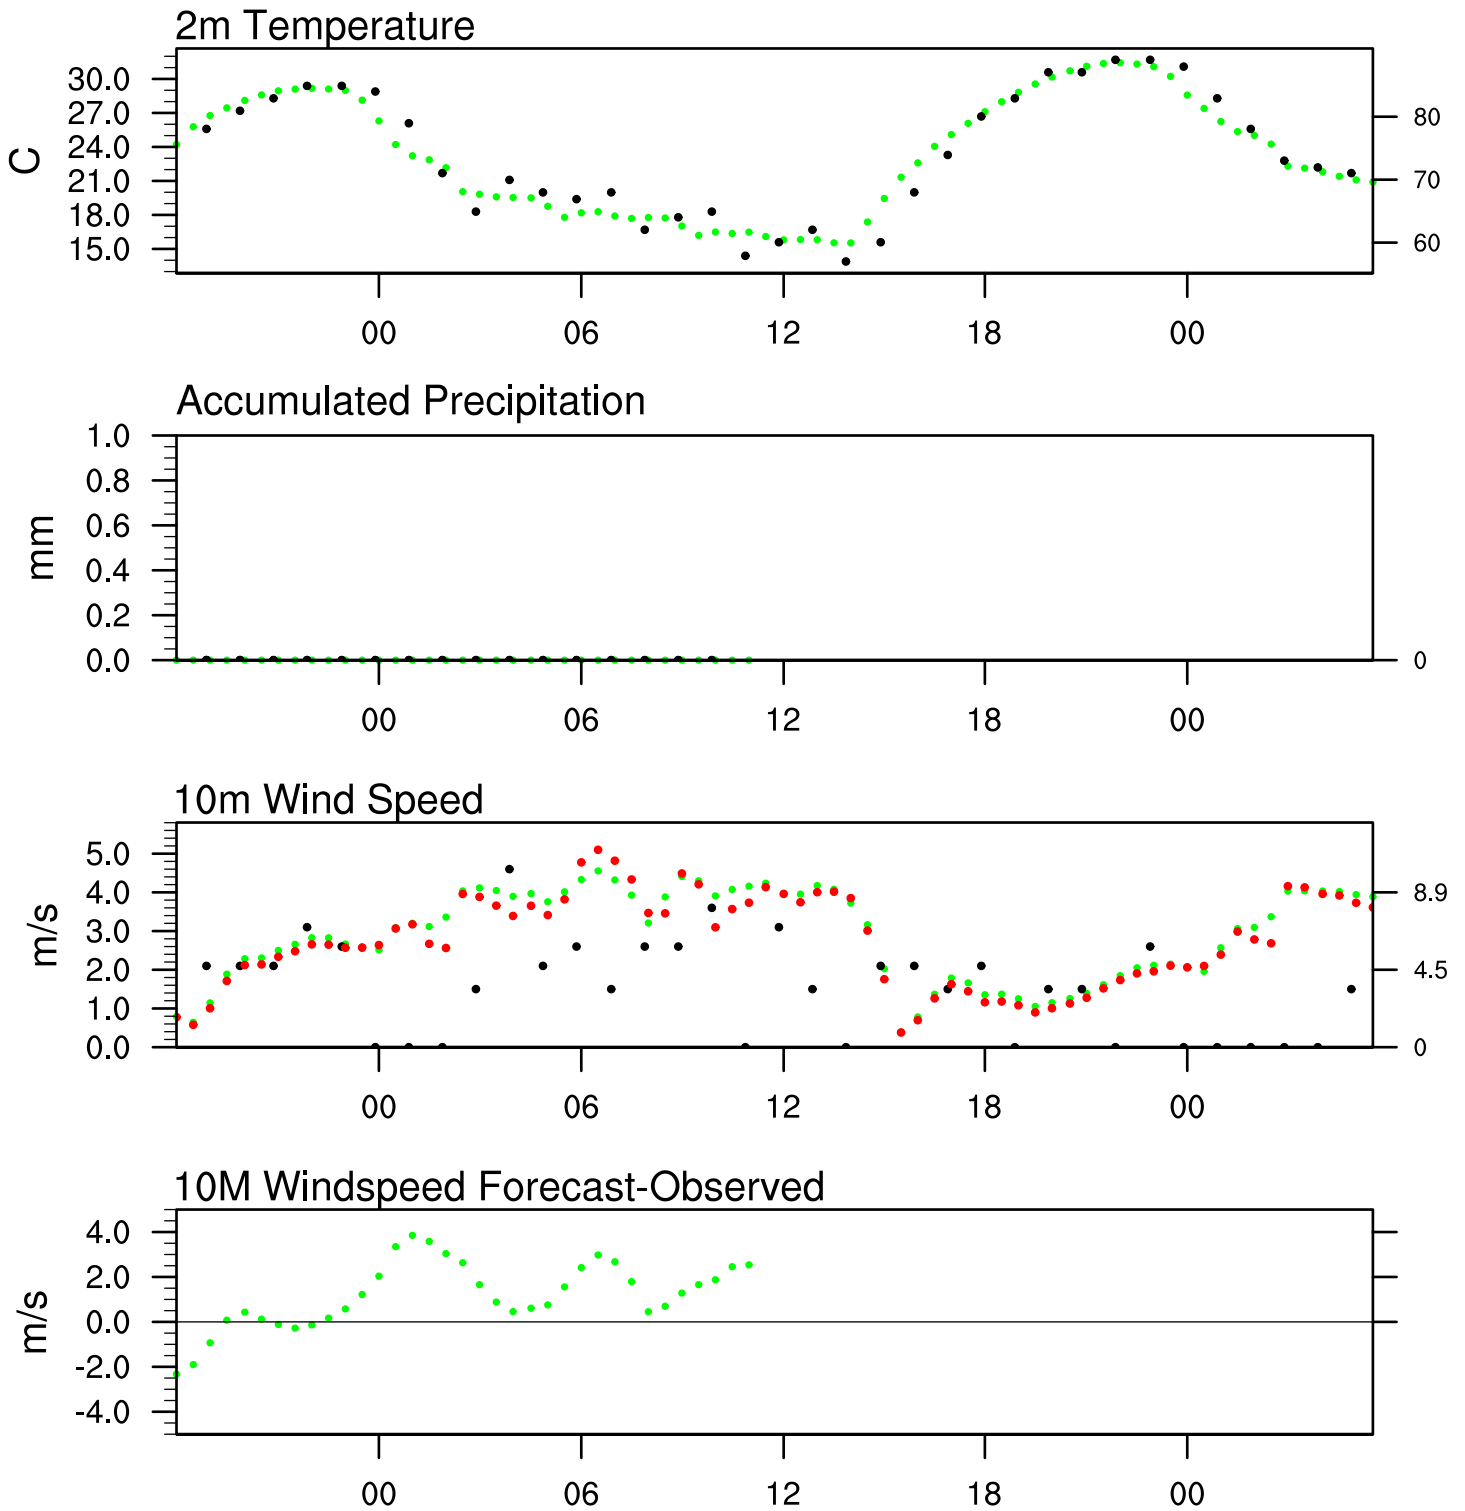 2m Temperature
30.0
27.0
24.0
21.0
18.0
15.0
C
80
70
60
00 06 12 18 00
Accumulated Precipitation
1.0
0.8
0.6
0.4
0.2
0.0
mm
0
00 06 12 18 00
10m Wind Speed
5.0
4.0
3.0
2.0
1.0
0.0
m/s
8.9
4.5
0
00 06 12 18 00
10M Windspeed Forecast-Observed
4.0
2.0
0.0
-2.0
-4.0
m/s
00 06 12 18 00